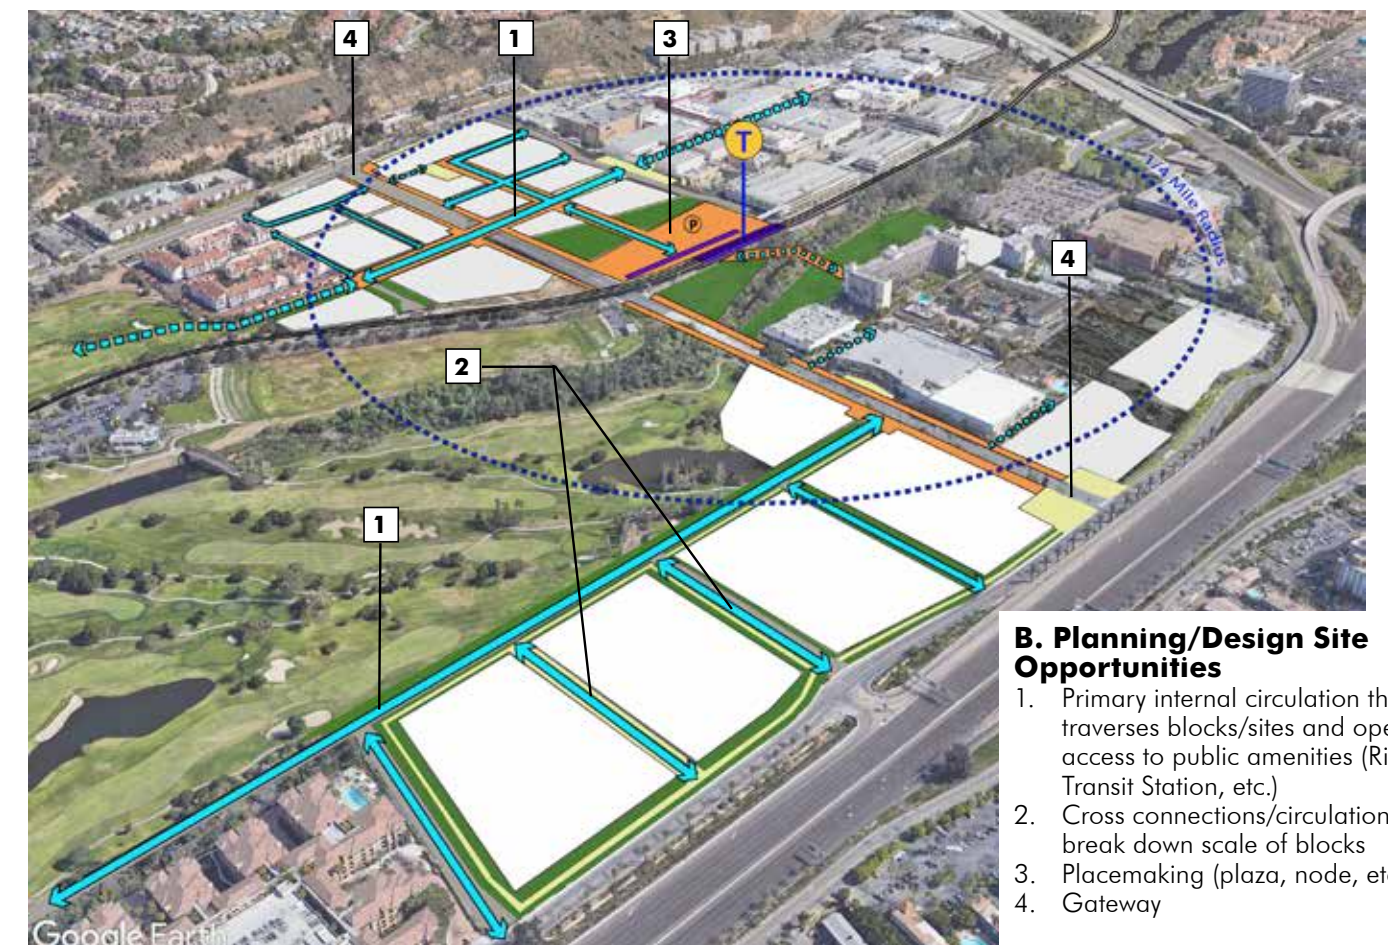 4
1
3
T
P
1/4 Mile Radius
4
2
1
B. Planning/Design Site
Opportunities
1. Primary internal circulation th
traverses blocks/sites and ope
access to public amenities (Ri
Transit Station, etc.)
2. Cross connections/circulation
break down scale of blocks
3. Placemaking (plaza, node, etc
4. Gateway
Google Earth